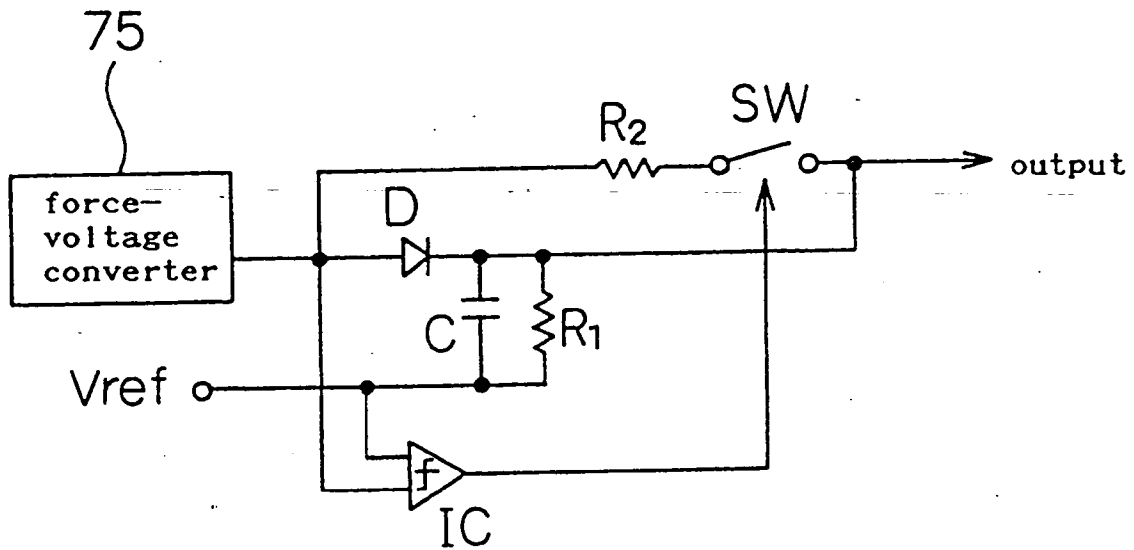 75
R2
SW
output
force-
voltage
converter
D
C
R1
Vref
IC